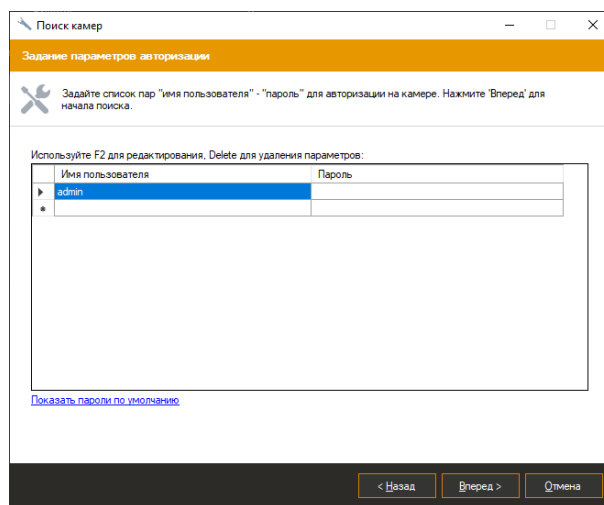 Поиск камер
Задание параметров авторизации
Задайте список пар "имя пользователя" - "пароль" для авторизации на камере. Нажмите 'Вперед' для
начала поиска.
Используйте F2 для редактирования, Delete для удаления параметров:
Имя пользователя Пароль
admin
Показать пароли по умолчанию
< Назад Вперед > Отмена